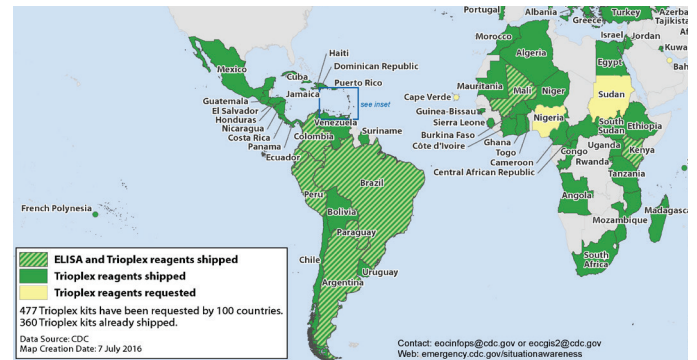 Portugal
Albania
Azerba
Turkey
Tajikista
Greece
Israel
Jordan
Kuwa
Bah
Morocco
Algeria
Egypt
Haiti
Dominican Republic
Mexico
Cuba
Puerto Rico
Jamaica
see inset
Mauritania
Mali
Niger
Sudan
Cape Verde
Guatemala
El Salvador
Honduras
Nicaragua
Costa Rica
Panama
Venezuela
Suriname
Colombia
Ecuador
Guinea-Bissau
Sierra Leone
Burkina Faso
Côte d'Ivoire
Ghana
Togo
Cameroon
Central African Republic
Nigeria
South
Sudan
Ethiopia
Uganda
Kenya
Congo
Rwanda
Tanzania
Brazil
Peru
Bolivia
French Polynesia
Paraguay
Angola
Mozambique
Madagasc
Chile
Uruguay
Argentina
South
Africa
ELISA and Trioplex reagents shipped
Trioplex reagents shipped
Trioplex reagents requested
477 Trioplex kits have been requested by 100 countries.
360 Trioplex kits already shipped.
Data Source: CDC
Map Creation Date: 7 July 2016
Contact: eocinfops@cdc.gov or eocgis2@cdc.gov
Web: emergency.cdc.gov/situationawareness